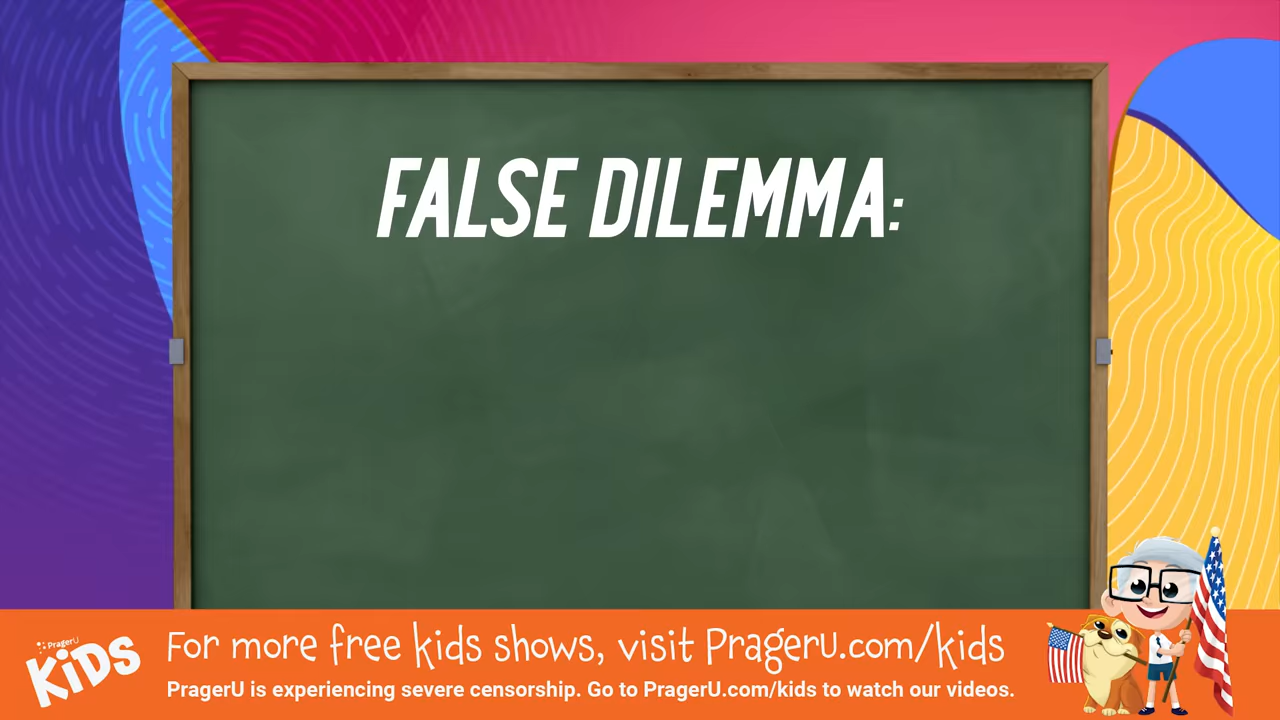 FALSE DILEMMA:
PragerU
KiDS
For more free kids shows, visit PragerU.com/kids
PragerU is experiencing severe censorship. Go to PragerU.com/kids to watch our videos.